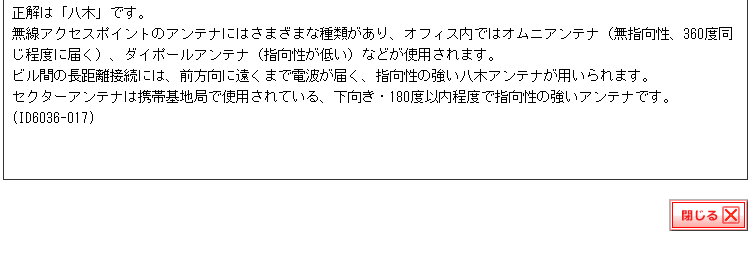 正解は「八木」です。
無線アクセスポイントのアンテナにはさまざまな種類があり、オフィス内ではオムニアンテナ（無指向性、360度同
じ程度に届く）、ダイポールアンテナ（指向性が低い）などが使用されます。
ビル間の長距離接続には、前方向に遠くまで電波が届く、指向性の強い八木アンテナが用いられます。
セクターアンテナは携帯基地局で使用されている、下向き・180度以内程度で指向性の強いアンテナです。
(ID6036-017)
閉じる